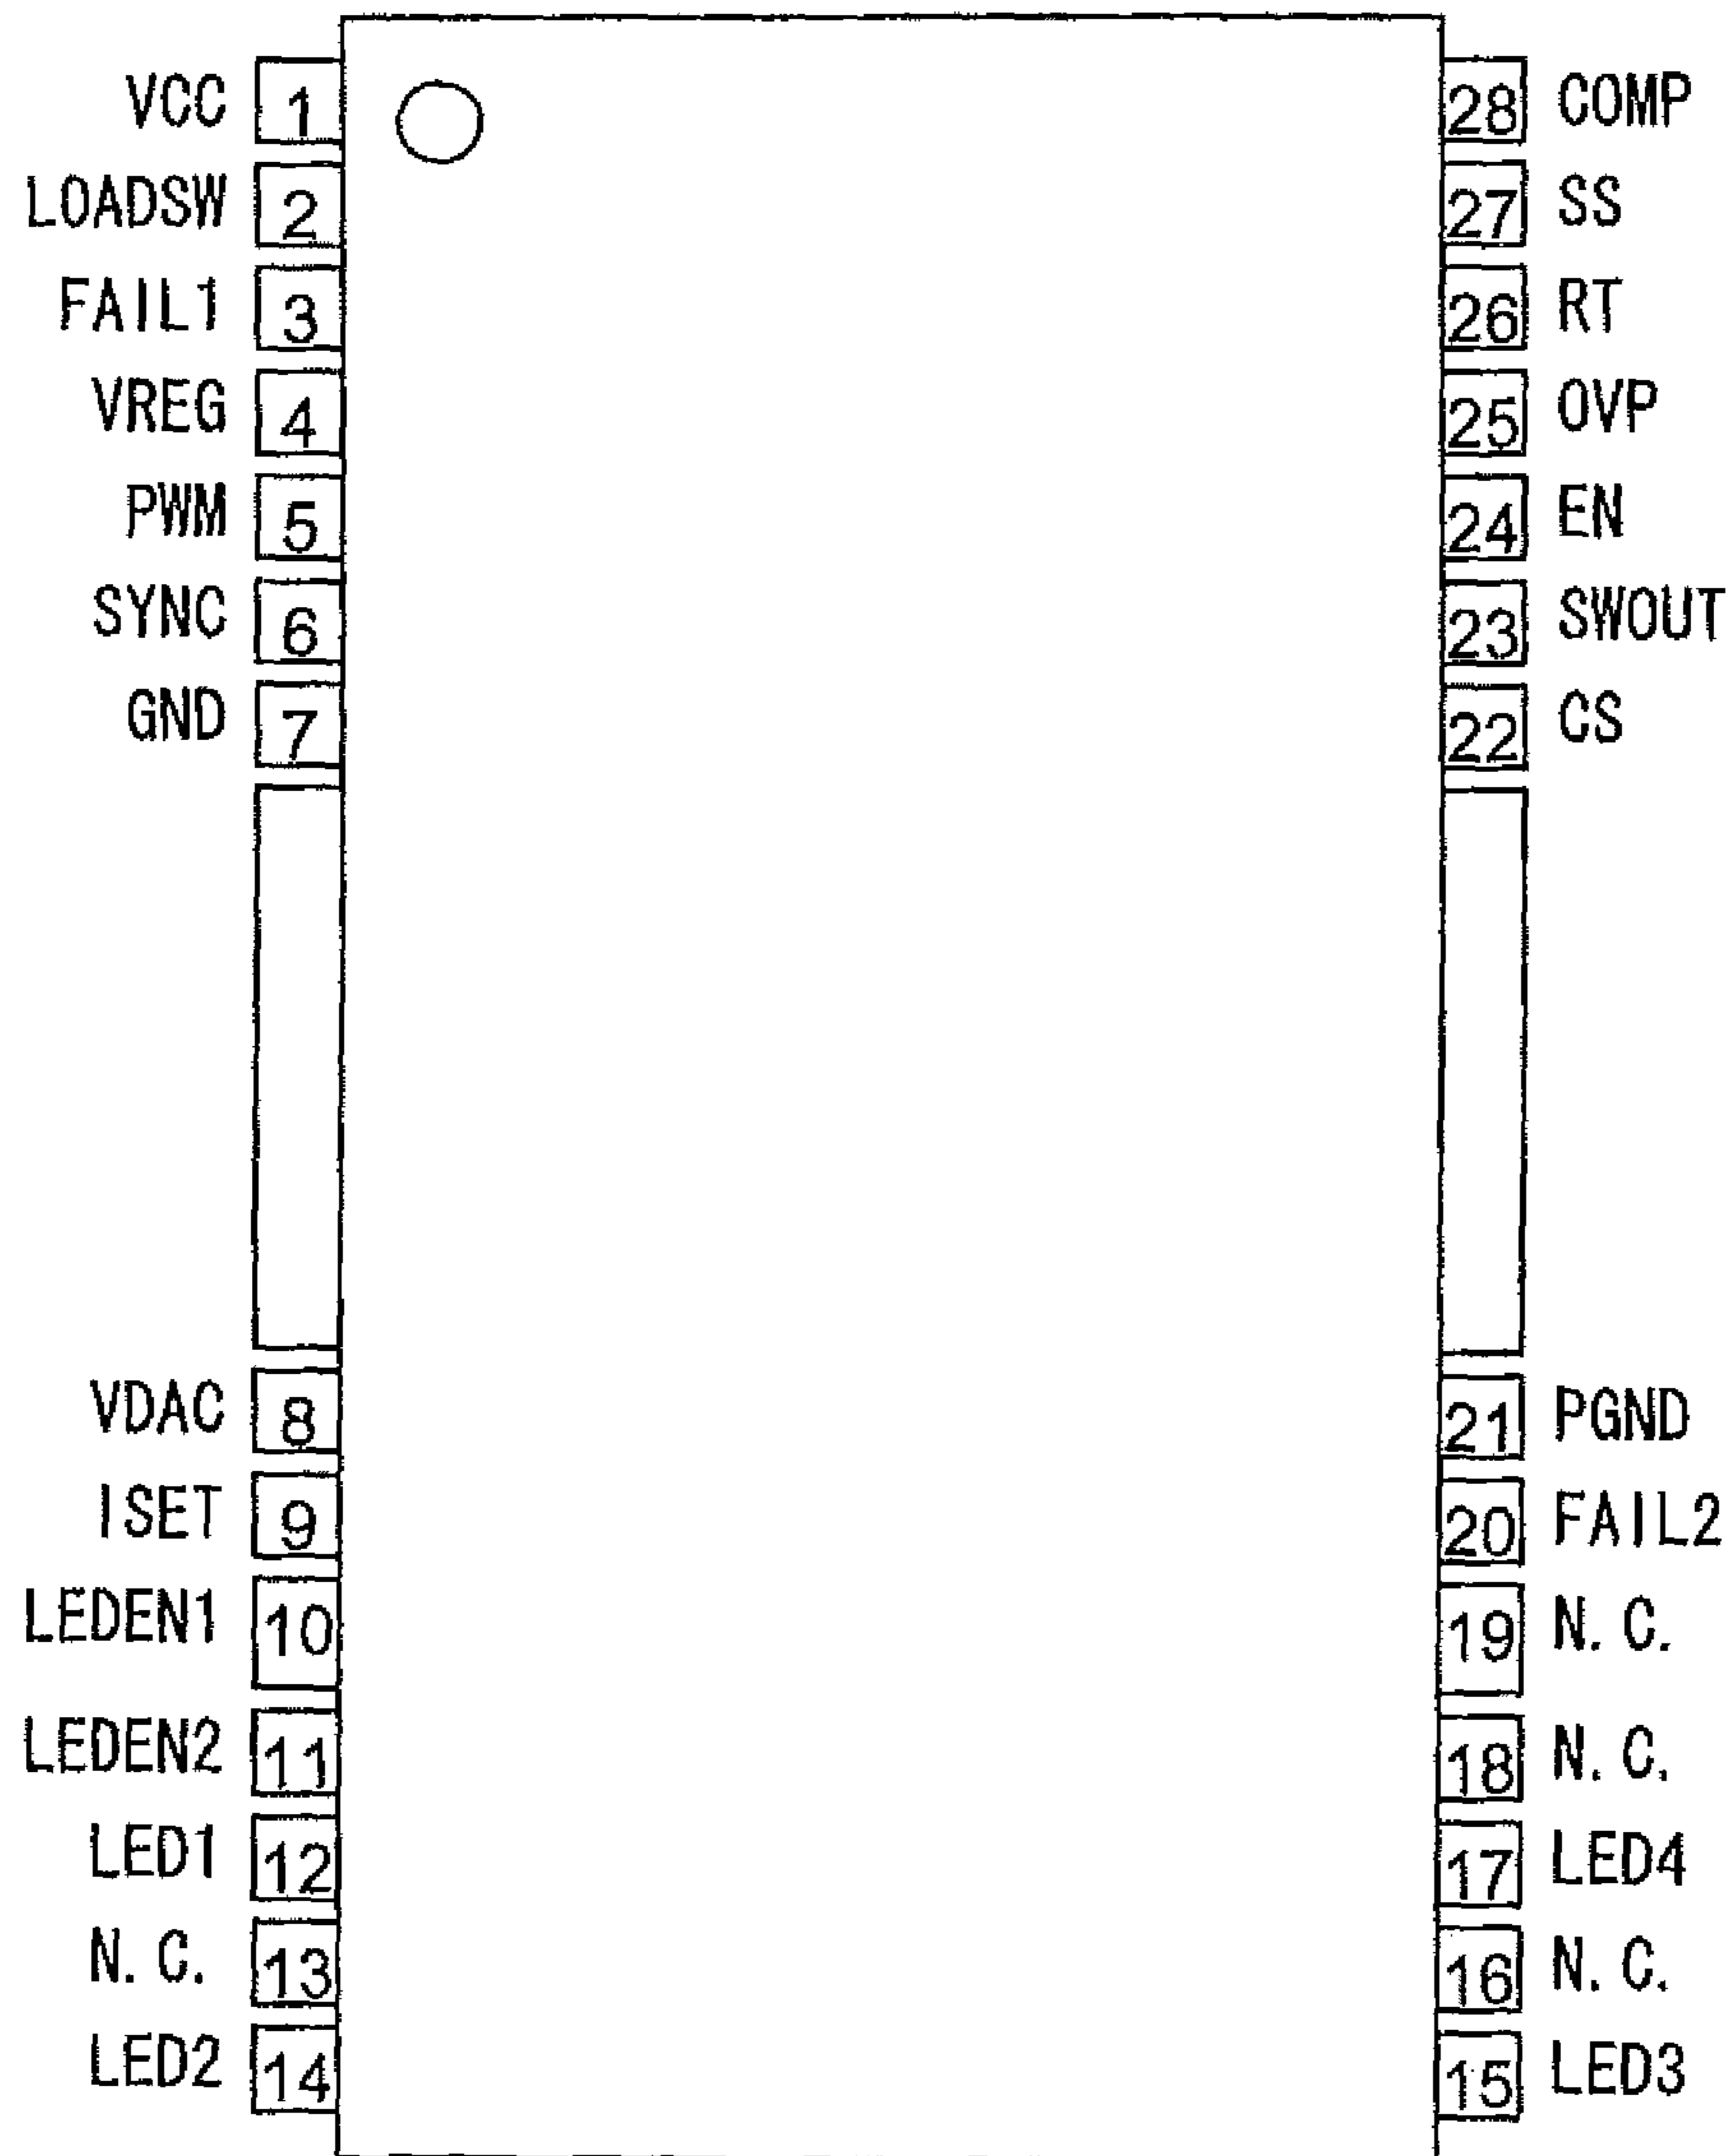 VCC 1 28 COMP
LOADSW 2 27 SS
FAIL1 3 26 RT
VREG 4 25 OVP
PWM 5 24 EN
SYNC 6 23 SWOUT
GND 7 22 CS
VDAC 8 21 PGND
ISET 9 20 FAIL2
LEDEN1 10 19 N.C.
LEDEN2 11 18 N.C.
LED1 12 17 LED4
N.C. 13 16 N.C.
LED2 14 15 LED3